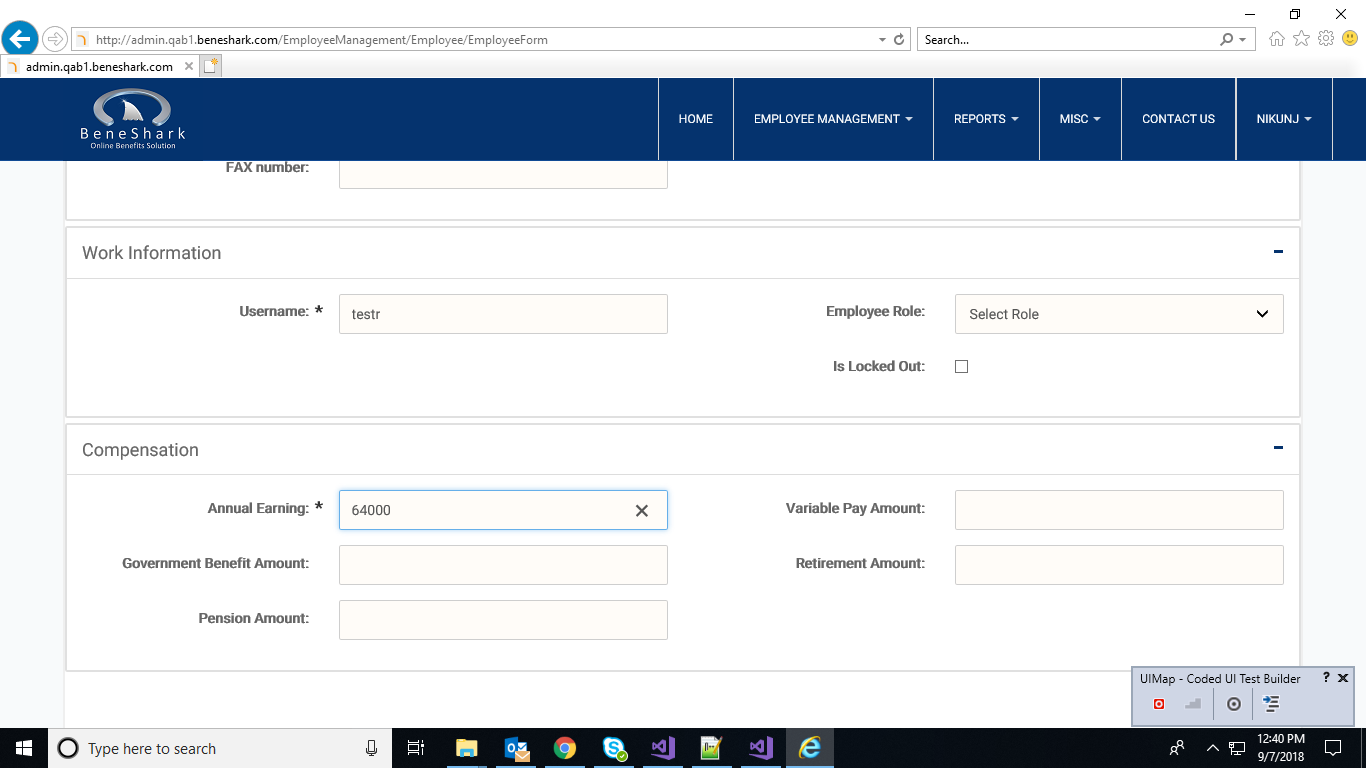 http://admin.qab1.beneshark.com/EmployeeManagement/Employee/EmployeeForm
Search...
admin.qab1.beneshark.com
BeneShark
Online Benefits Solution
HOME
EMPLOYEE MANAGEMENT
REPORTS
MISC
CONTACT US
NIKUNJ
FAX number:
Work Information
Username: *
testr
Employee Role:
Select Role
Is Locked Out:
Compensation
Annual Earning: *
64000
Variable Pay Amount:
Government Benefit Amount:
Retirement Amount:
Pension Amount:
UIMap - Coded UI Test Builder
?
Type here to search
12:40 PM
9/7/2018